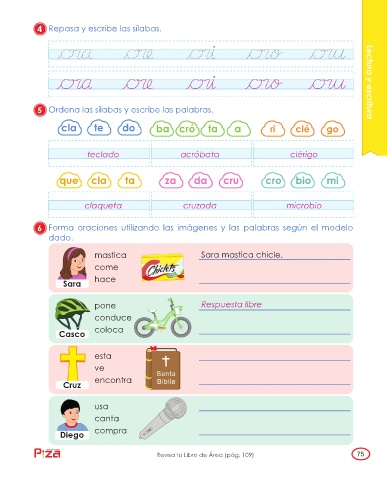 4 Repasa y escribe las sílabas.
cra cre cri cro cru
cra cre cri cro cru
Lectura y escritura
5 Ordena las sílabas y escribe las palabras.
cla te do ba cró ta a ri clé go
teclado acróbata clérigo
que cla ta za da cru cro bio mi
claqueta cruzada microbio
6 Forma oraciones utilizando las imágenes y las palabras según el modelo
dado.
mastica
come
hace
Sara
Chiclets
Sara mastica chicle.
pone
conduce
coloca
Casco
Respuesta libre
esta
ve
encontra
Cruz
Santa
Biblia
usa
canta
compra
Diego
Piza
Revisa tu Libro de Área (pág. 109)
75